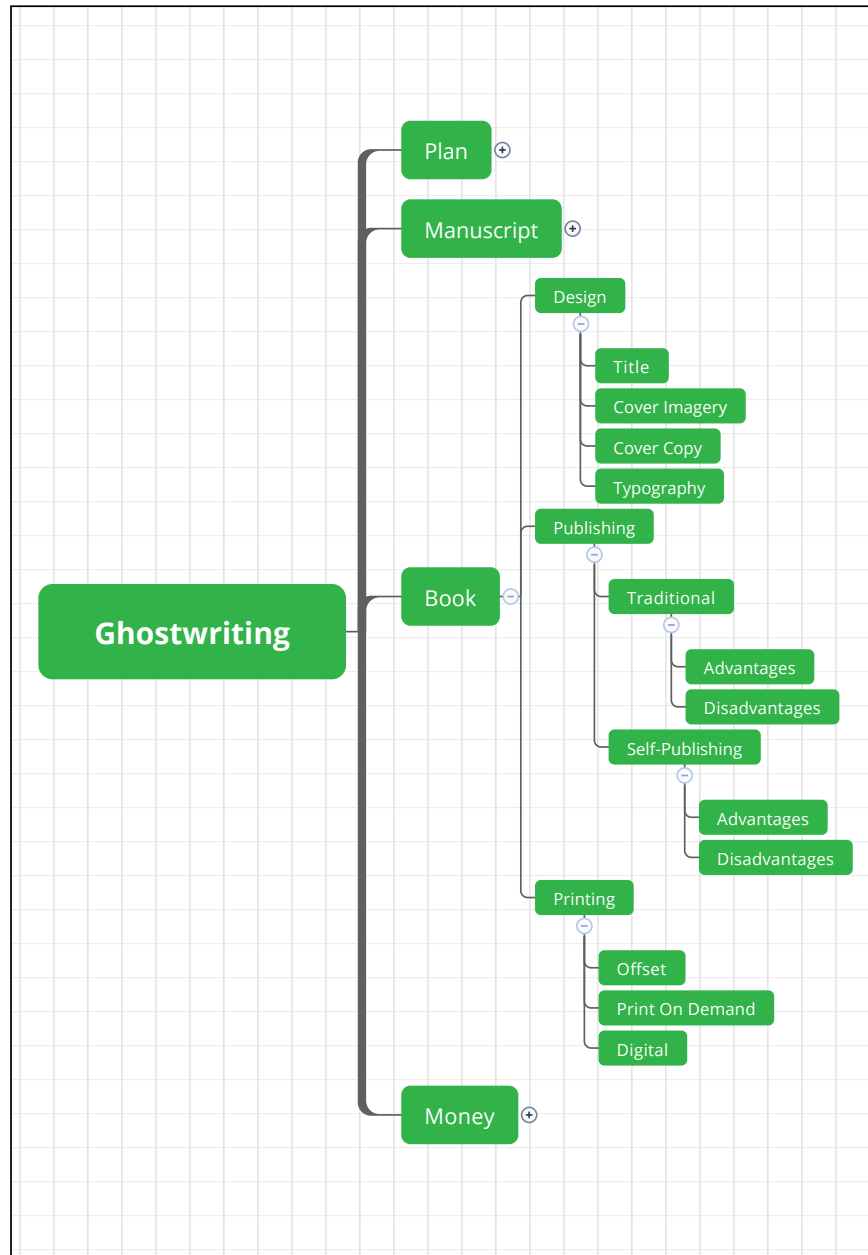 Plan
Manuscript
Design
Title
Cover Imagery
Cover Copy
Typography
Publishing
Book
Traditional
Ghostwriting
Advantages
Disadvantages
Self-Publishing
Advantages
Disadvantages
Printing
Offset
Print On Demand
Digital
Money